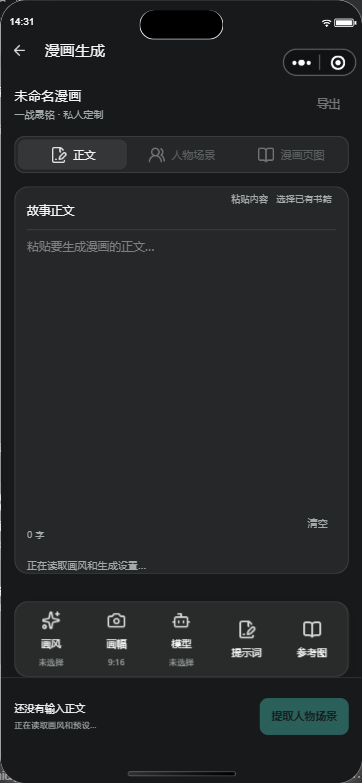 14:31
漫画生成
未命名漫画
一战晟铭 · 私人定制
导出
正文
人物场景
漫画页图
故事正文
粘贴内容
选择已有书籍
粘贴要生成漫画的正文...
0 字
清空
正在读取画风和生成设置...
画风
未选择
画幅
9:16
模型
未选择
提示词
参考图
还没有输入正文
正在读取画风和预设...
提取人物场景